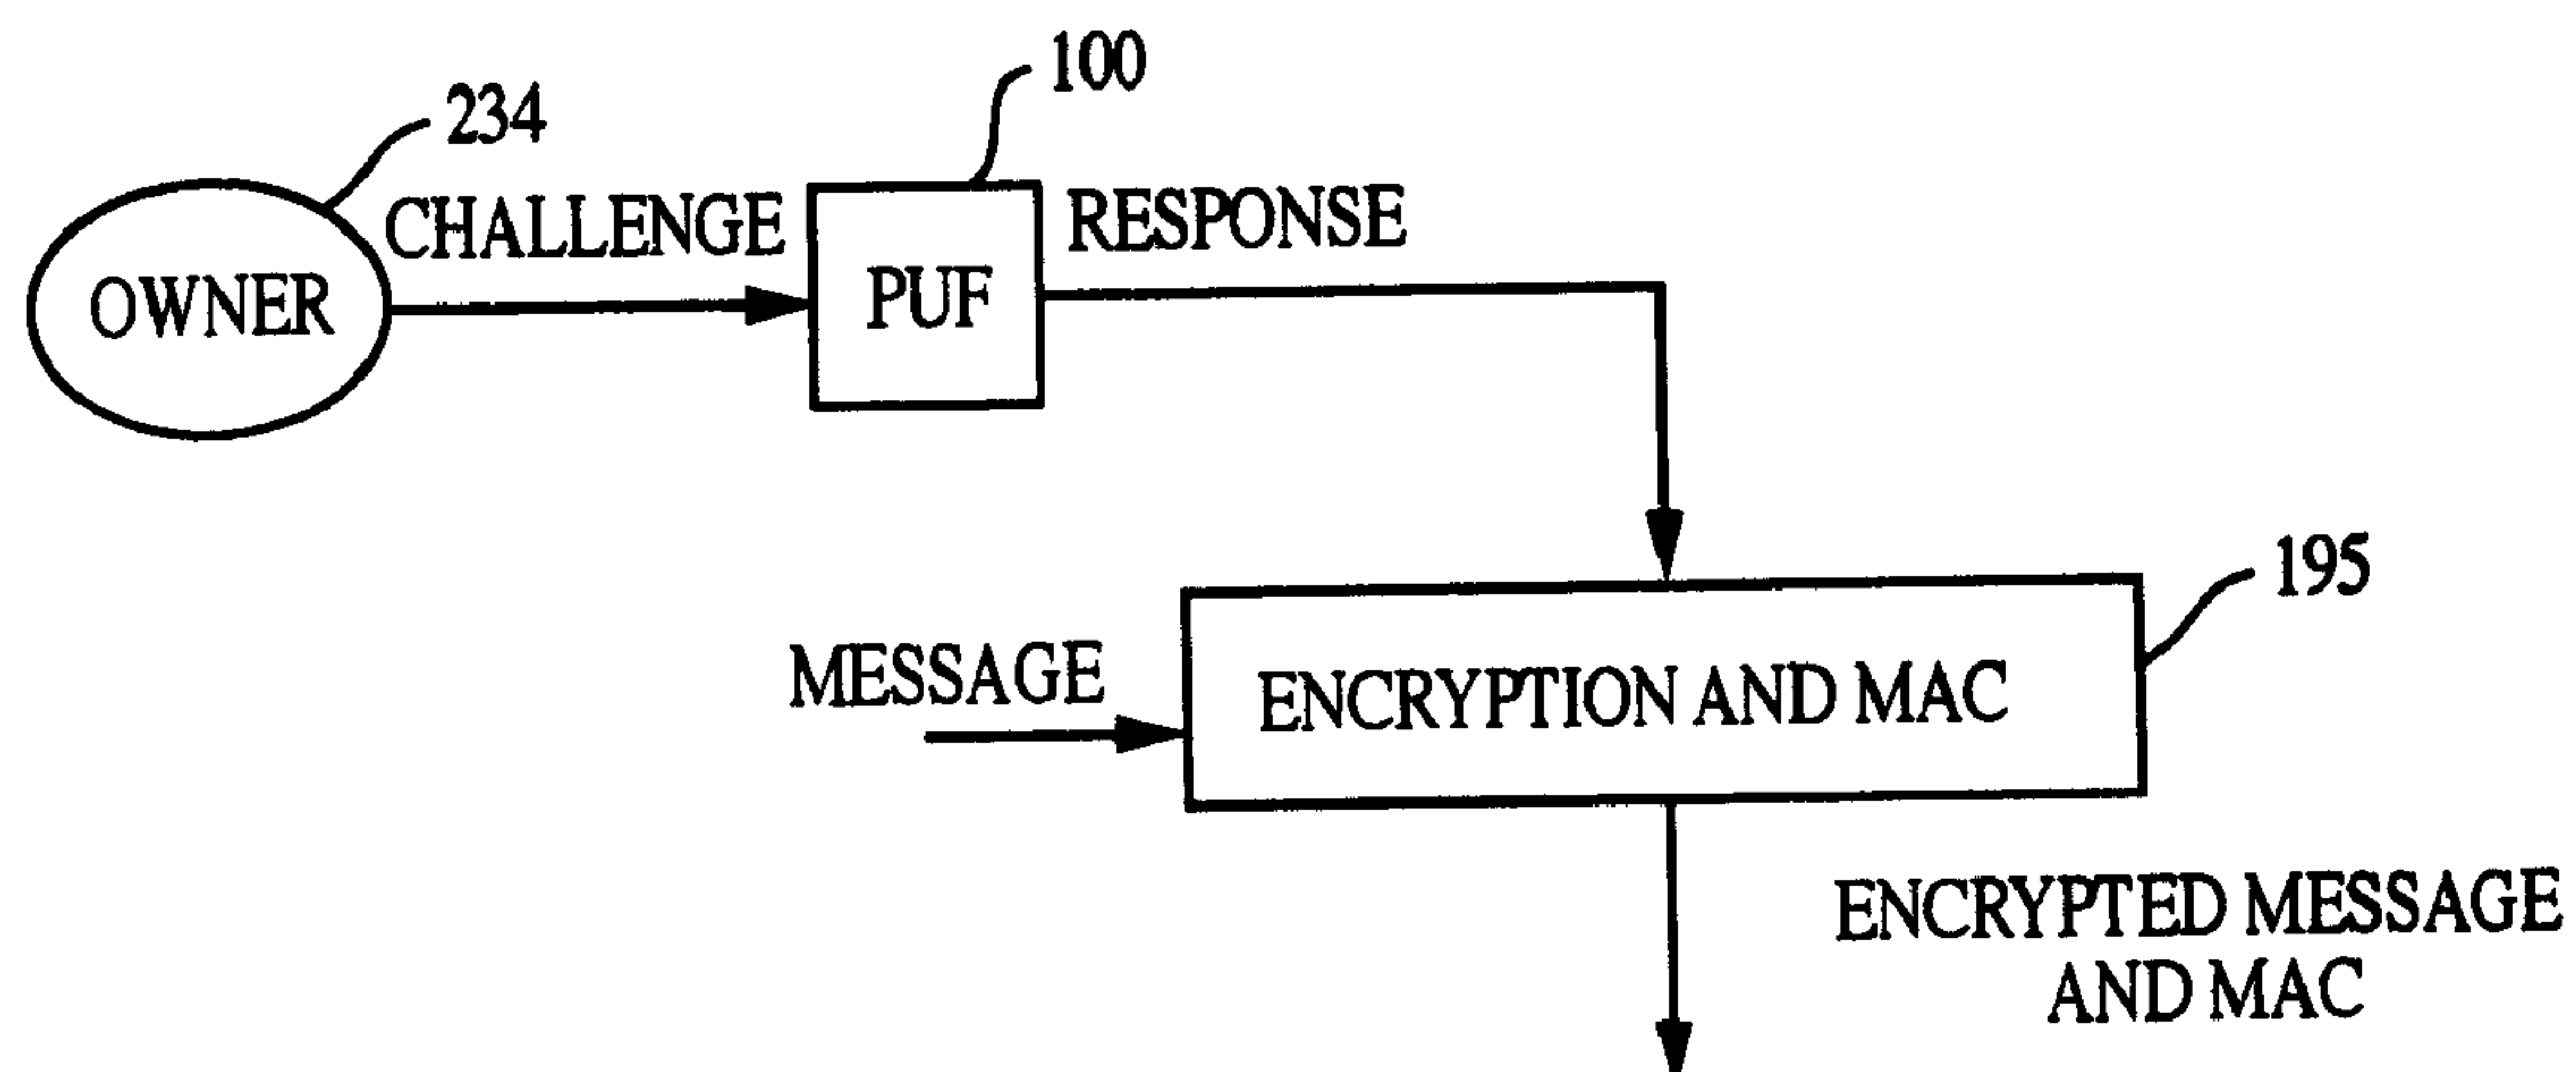 100
234
CHALLENGE
RESPONSE
OWNER
PUF
195
MESSAGE
ENCRYPTION AND MAC
ENCRYPTED MESSAGE
AND MAC